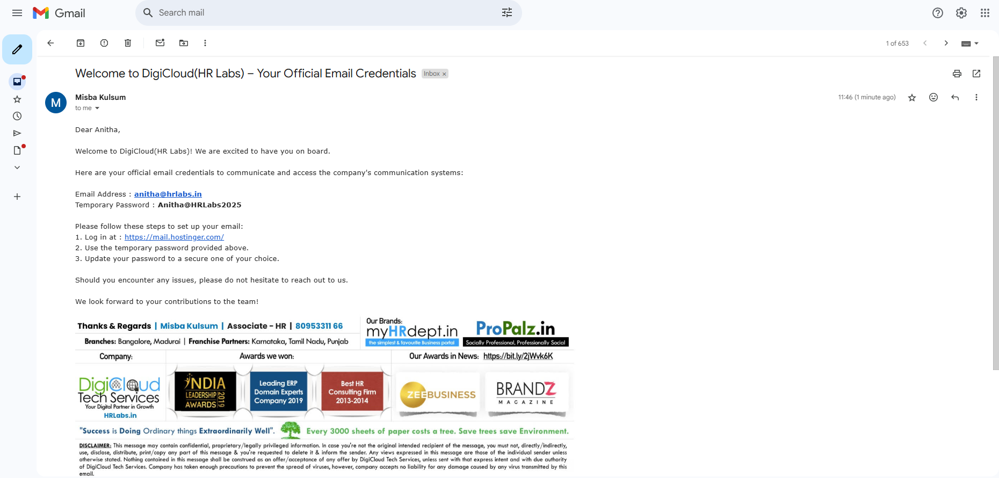 Gmail
Search mail
1 of 653
Welcome to DigiCloud(HR Labs) – Your Official Email Credentials
Inbox x
M
Misba Kulsum
11:46 (1 minute ago)
to me
Dear Anitha,
Welcome to DigiCloud(HR Labs)! We are excited to have you on board.
Here are your official email credentials to communicate and access the company's communication systems:
Email Address : anitha@hrlabs.in
Temporary Password : Anitha@HRLabs2025
Please follow these steps to set up your email:
1. Log in at : https://mail.hostinger.com/
2. Use the temporary password provided above.
3. Update your password to a secure one of your choice.
Should you encounter any issues, please do not hesitate to reach out to us.
We look forward to your contributions to the team!
Thanks & Regards | Misba Kulsum | Associate - HR | 80953311 66
Branches: Bangalore, Madurai | Franchise Partners: Karnataka, Tamil Nadu, Punjab
Our Brands:
myHRdept.in
the simplest & favourite Business portal
ProPalz.in
Socially Professional, Professionally Social
Company:
Awards we won:
Our Awards in News: https://bit.ly/2jWvk6K
DigiCloud
Tech Services
Your Digital Partner in Growth
HRLabs.in
INDIA
LEADERSHIP
AWARDS
2019
Leading ERP
Domain Experts
Company 2019
Best HR
Consulting Firm
2013-2014
ZEEBUSINESS
BRANDZ
MAGAZINE
"Success is Doing Ordinary things Extraordinarily Well".
Every 3000 sheets of paper costs a tree. Save trees save Environment.
DISCLAIMER: This message may contain confidential, proprietary/legally privileged information. In case you're not the original intended recipient of the message, you must not, directly/indirectly,
use, disclose, distribute, print/copy any part of this message & you're requested to delete it & inform the sender. Any views expressed in this message are those of the individual sender unless
otherwise stated. Nothing contained in this message shall be construed as an offer/acceptance of any offer by DigiCloud Tech Services, unless sent with that express intent and with due authority
of DigiCloud Tech Services. Company has taken enough precautions to prevent the spread of viruses, however, company accepts no liability for any damage caused by any virus transmitted by this
email.